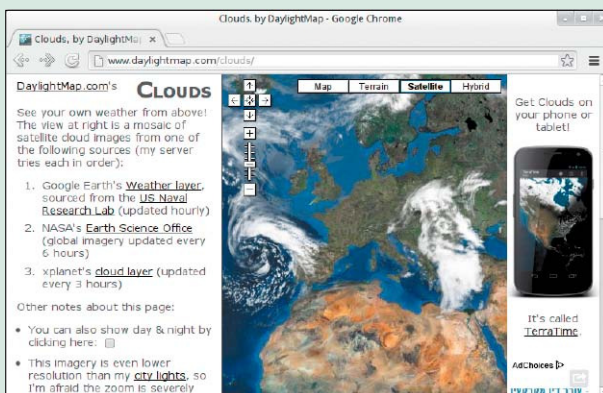 Clouds. by DaylightMap - Google Chrome
Clouds, by DaylightMap
www.daylightmap.com/clouds/
DaylightMap.com's CLOUDS
See your own weather from above!
The view at right is a mosaic of
satellite cloud images from one of
the following sources (my server
tries each in order):
1. Google Earth's Weather layer,
sourced from the US Naval
Research Lab (updated hourly)
2. NASA's Earth Science Office
(global imagery updated every
6 hours)
3. xplanet's cloud layer (updated
every 3 hours)
Other notes about this page:
• You can also show day & night by
clicking here:
• This imagery is even lower
resolution than my city lights, so
I'm afraid the zoom is severely
Map Terrain Satellite Hybrid
Get Clouds on
your phone or
tablet!
It's called
TerraTime.
AdChoices